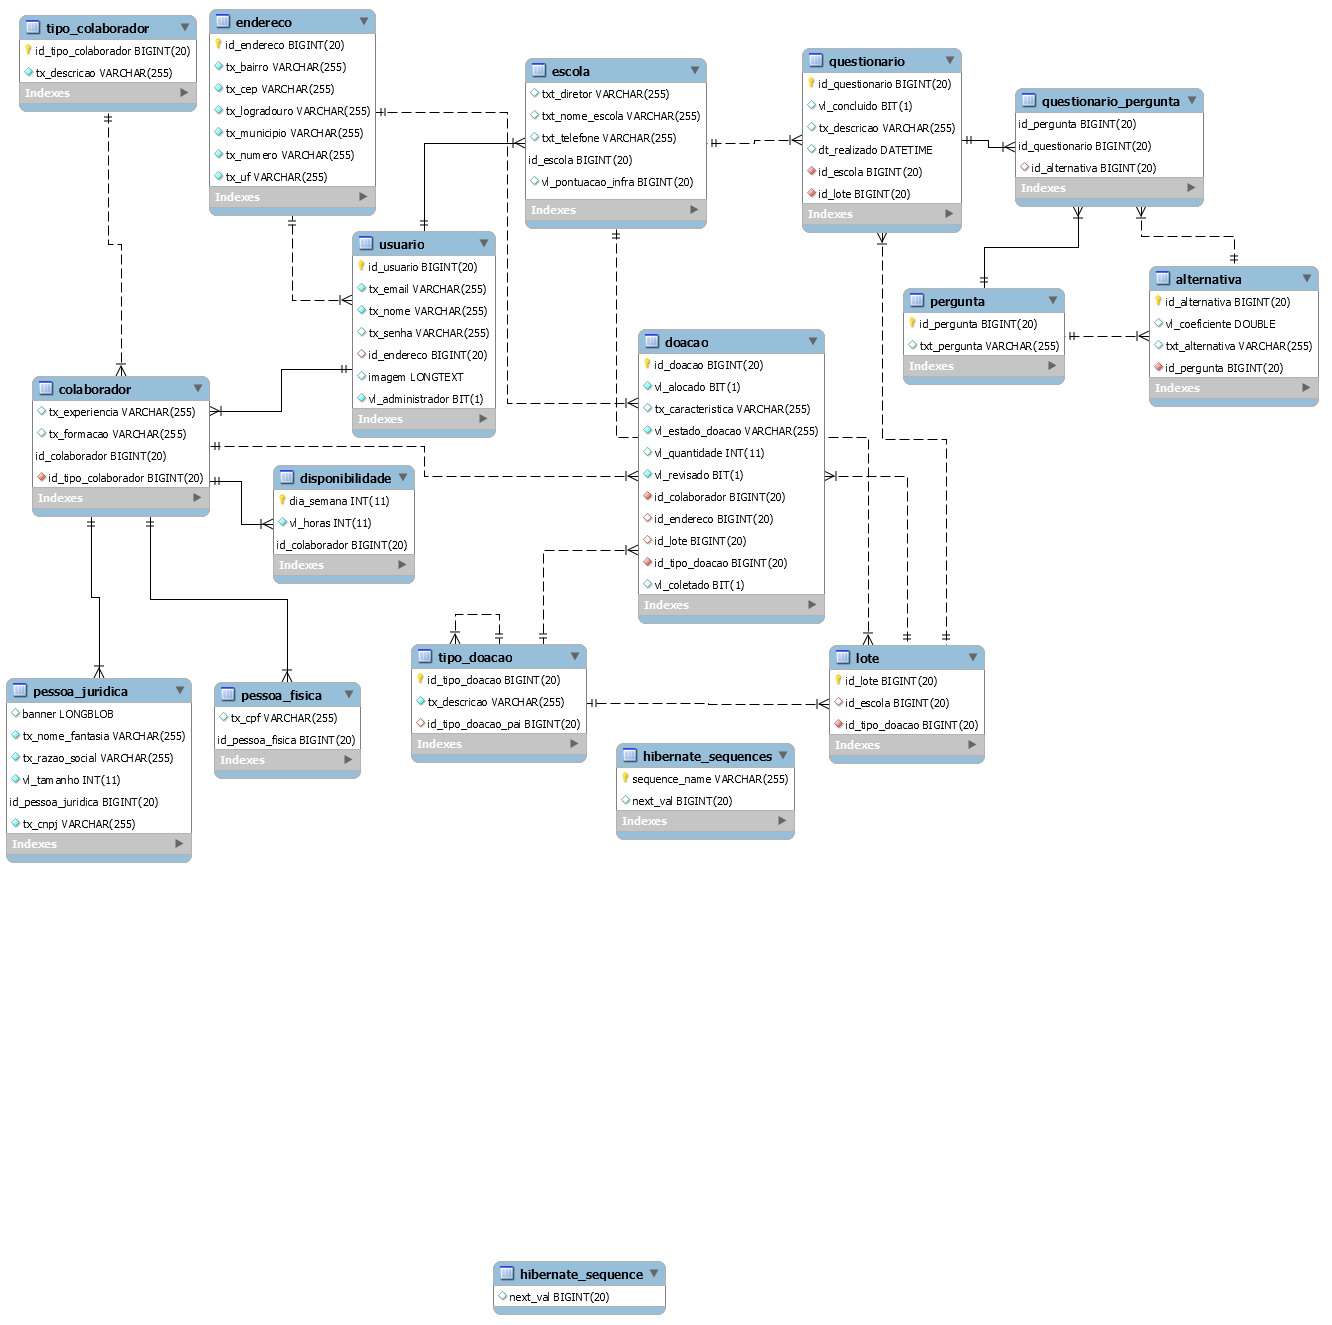 tipo_colaborador
id_tipo_colaborador BIGINT(20)
tx_descricao VARCHAR(255)
Indexes
endereco
id_endereco BIGINT(20)
tx_bairro VARCHAR(255)
tx_cep VARCHAR(255)
tx_logradouro VARCHAR(255)
tx_municipio VARCHAR(255)
tx_numero VARCHAR(255)
tx_uf VARCHAR(255)
Indexes
escola
txt_diretor VARCHAR(255)
txt_nome_escola VARCHAR(255)
txt_telefone VARCHAR(255)
id_escola BIGINT(20)
vl_pontuacao_infra BIGINT(20)
Indexes
questionario
id_questionario BIGINT(20)
vl_concluido BIT(1)
tx_descricao VARCHAR(255)
dt_realizado DATETIME
id_escola BIGINT(20)
id_lote BIGINT(20)
Indexes
questionario_pergunta
id_pergunta BIGINT(20)
id_questionario BIGINT(20)
id_alternativa BIGINT(20)
Indexes
usuario
id_usuario BIGINT(20)
tx_email VARCHAR(255)
tx_nome VARCHAR(255)
tx_senha VARCHAR(255)
id_endereco BIGINT(20)
imagem LONGTEXT
vl_administrador BIT(1)
Indexes
pergunta
id_pergunta BIGINT(20)
txt_pergunta VARCHAR(255)
Indexes
alternativa
id_alternativa BIGINT(20)
vl_coeficiente DOUBLE
txt_alternativa VARCHAR(255)
id_pergunta BIGINT(20)
Indexes
doacao
id_doacao BIGINT(20)
vl_alocado BIT(1)
tx_caracteristica VARCHAR(255)
vl_estado_doacao VARCHAR(255)
vl_quantidade INT(11)
vl_revisado BIT(1)
id_colaborador BIGINT(20)
id_endereco BIGINT(20)
id_lote BIGINT(20)
id_tipo_doacao BIGINT(20)
vl_coletado BIT(1)
Indexes
colaborador
tx_experiencia VARCHAR(255)
tx_formacao VARCHAR(255)
id_colaborador BIGINT(20)
id_tipo_colaborador BIGINT(20)
Indexes
disponibilidade
dia_semana INT(11)
vl_horas INT(11)
id_colaborador BIGINT(20)
Indexes
pessoa_juridica
banner LONGBLOB
tx_nome_fantasia VARCHAR(255)
tx_razao_social VARCHAR(255)
vl_tamanho INT(11)
id_pessoa_juridica BIGINT(20)
tx_cnpj VARCHAR(255)
Indexes
pessoa_fisica
tx_cpf VARCHAR(255)
id_pessoa_fisica BIGINT(20)
Indexes
tipo_doacao
id_tipo_doacao BIGINT(20)
tx_descricao VARCHAR(255)
id_tipo_doacao_pai BIGINT(20)
Indexes
lote
id_lote BIGINT(20)
id_escola BIGINT(20)
id_tipo_doacao BIGINT(20)
Indexes
hibernate_sequences
sequence_name VARCHAR(255)
next_val BIGINT(20)
Indexes
hibernate_sequence
next_val BIGINT(20)